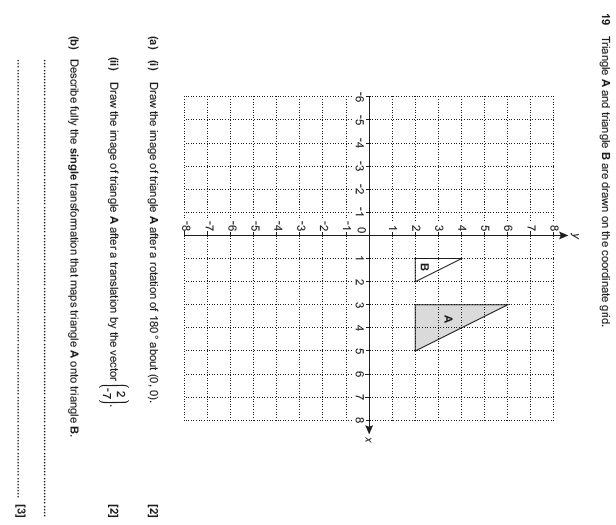 19 Triangle A and triangle B are drawn on the coordinate grid.
y
8
7
6
5
4
3
2
1
-6 -5 -4 -3 -2 -1 0 1 2 3 4 5 6 7 8 x
-1
-2
-3
-4
-5
-6
-7
-8
B
A
(a) (i) Draw the image of triangle A after a rotation of 180° about (0, 0). [2]
(ii) Draw the image of triangle A after a translation by the vector (2 -7). [2]
(b) Describe fully the single transformation that maps triangle A onto triangle B.
[3]